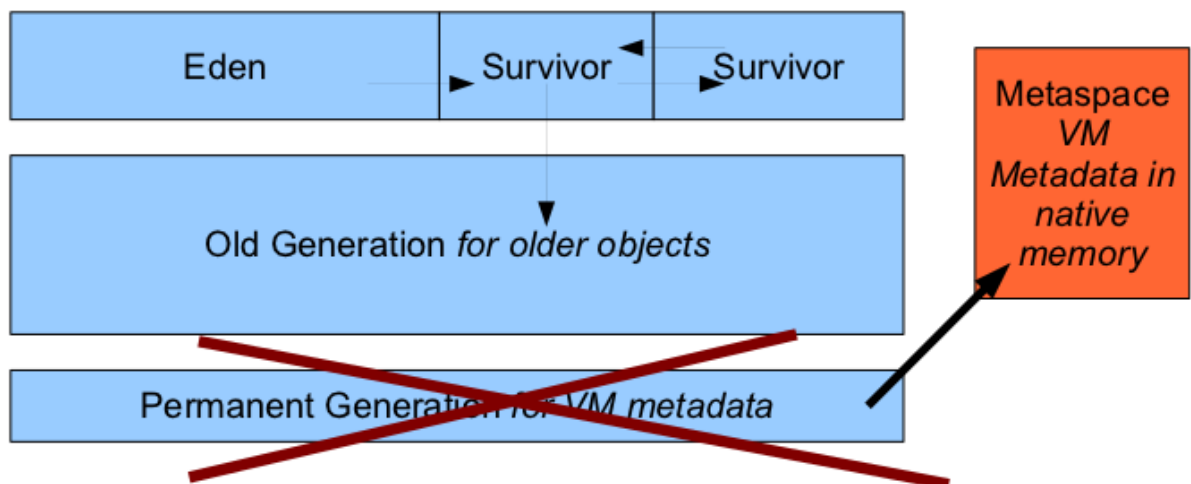 Eden
Survivor
Survivor
Old Generation for older objects
Permanent Generation for VM metadata
Metaspace
VM
Metadata in
native
memory